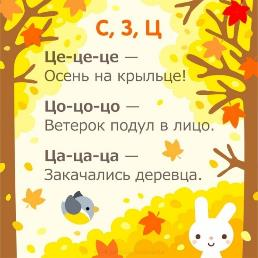 С, З, Ц
Це-це-це —
Осень на крыльце!
Цо-цо-цо —
Ветерок подул в лицо.
Ца-ца-ца —
Закачались деревца.